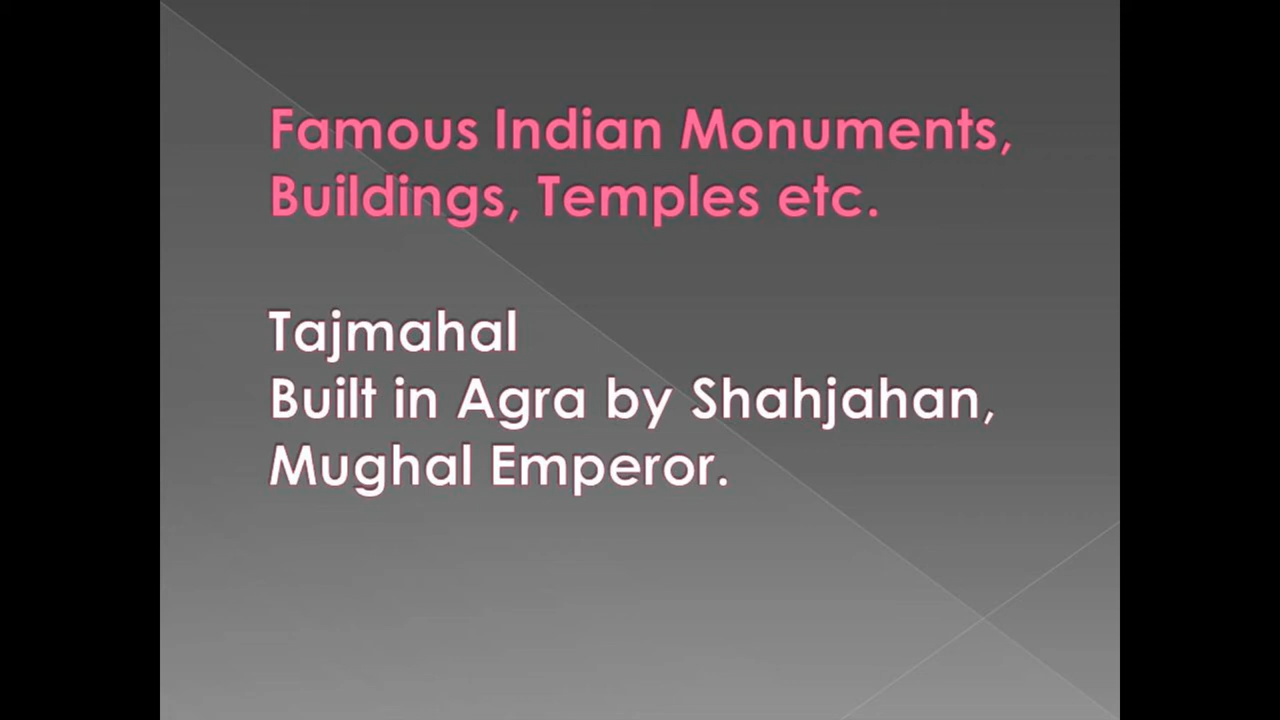 Famous Indian Monuments,
Buildings, Temples etc.
Tajmahal
Built in Agra by Shahjahan,
Mughal Emperor.